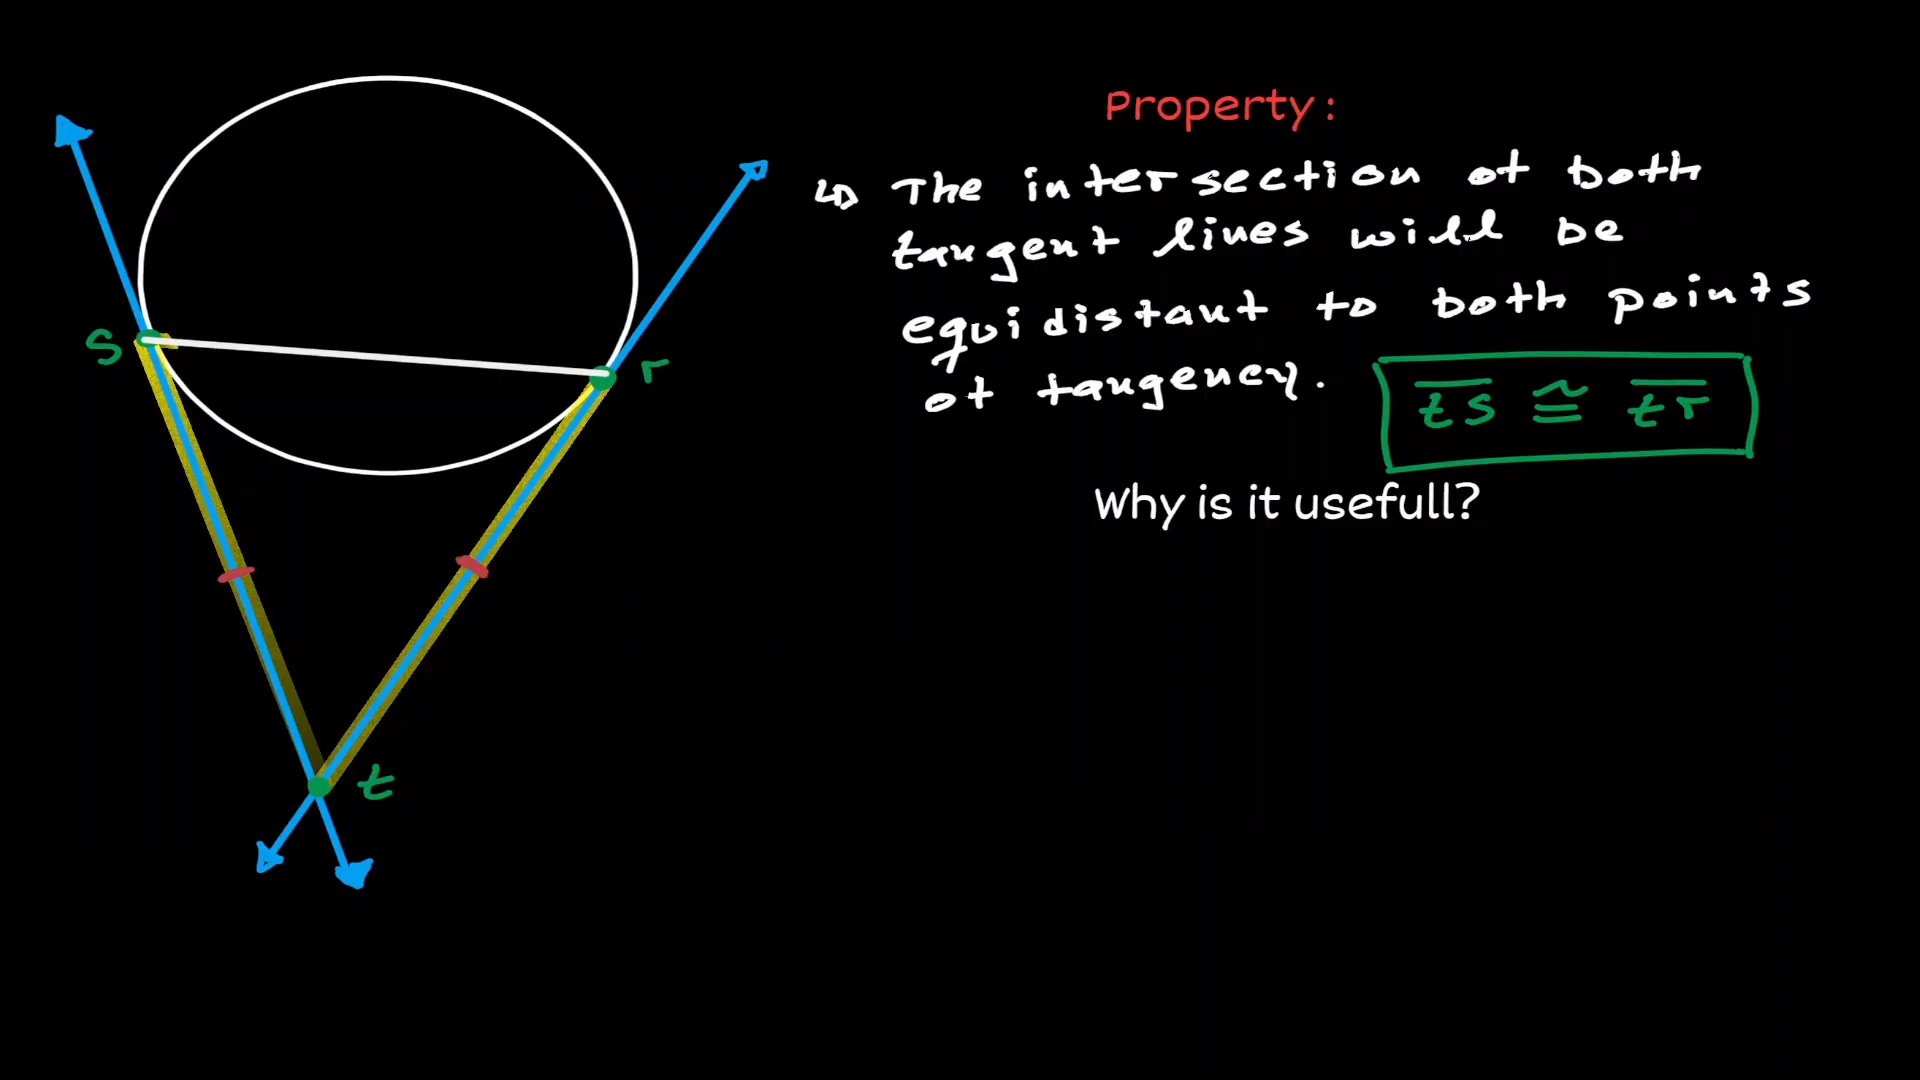 Property:
↳ The intersection of both
tangent lines will be
equidistant to both points
of tangency.
ts ≅ tr
Why is it usefull?
s
r
t